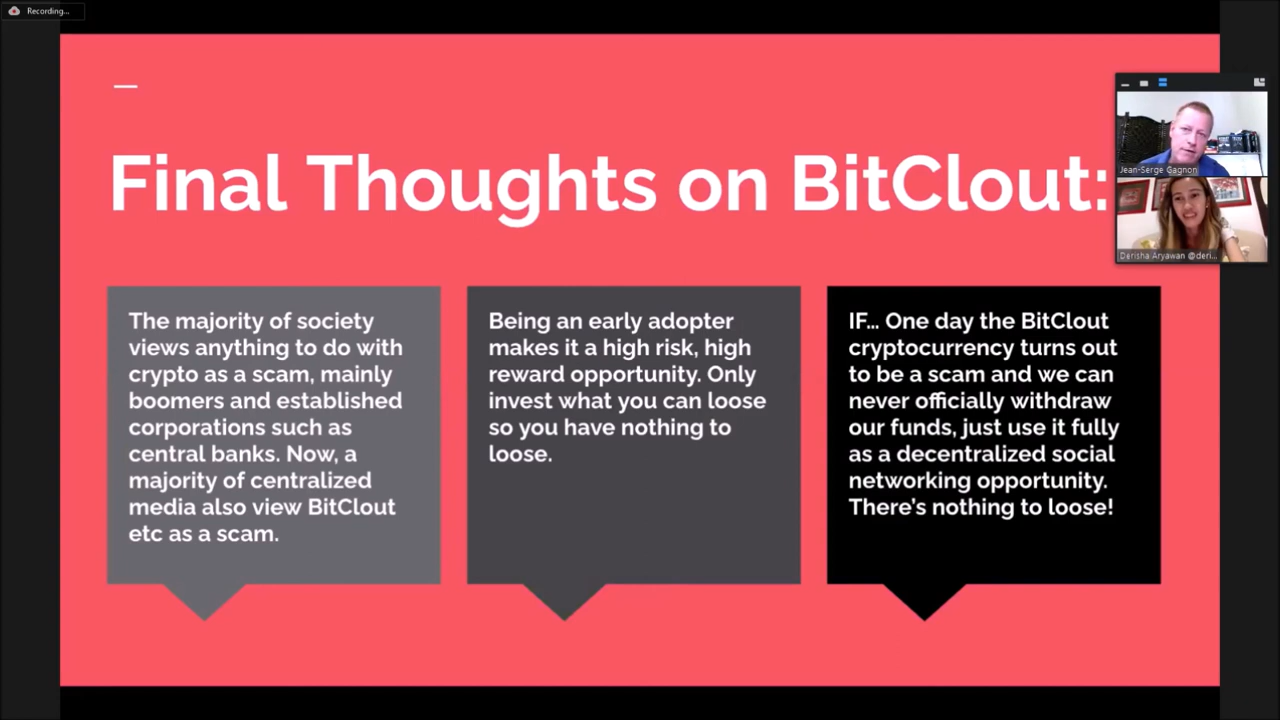 Recording...
Final Thoughts on BitClout:
Jean-Serge Gagnon
Derisha Aryawan @deri...
The majority of society
views anything to do with
crypto as a scam, mainly
boomers and established
corporations such as
central banks. Now, a
majority of centralized
media also view BitClout
etc as a scam.
Being an early adopter
makes it a high risk, high
reward opportunity. Only
invest what you can loose
so you have nothing to
loose.
IF... One day the BitClout
cryptocurrency turns out
to be a scam and we can
never officially withdraw
our funds, just use it fully
as a decentralized social
networking opportunity.
There's nothing to loose!